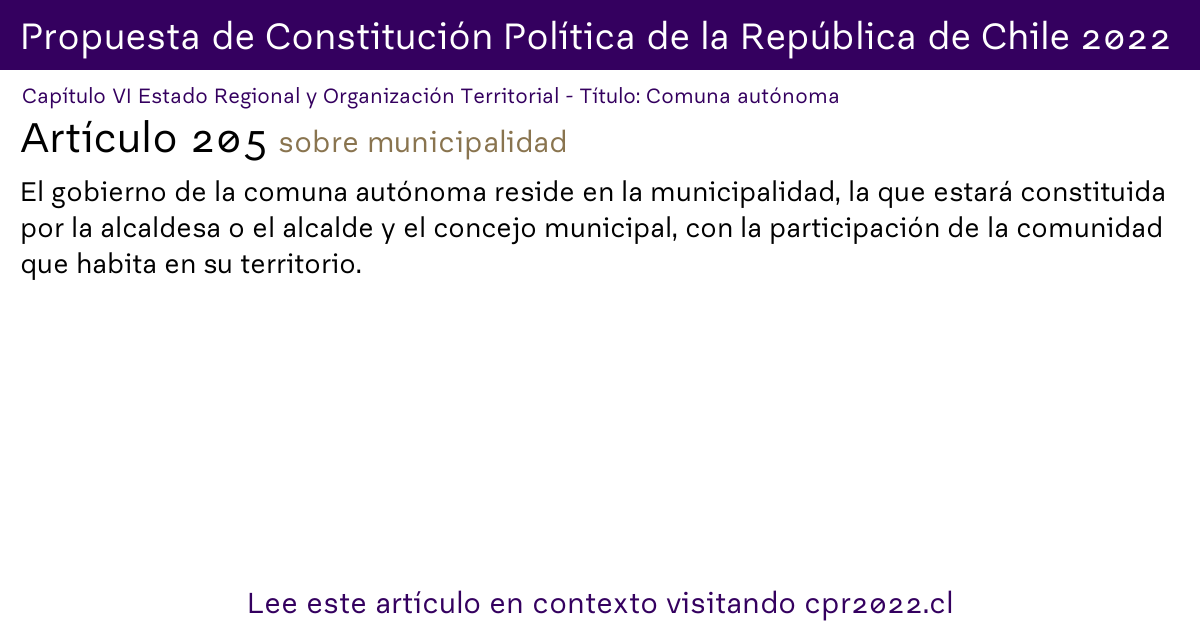 Propuesta de Constitución Política de la República de Chile 2022
Capítulo VI Estado Regional y Organización Territorial - Título: Comuna autónoma
Artículo 205 sobre municipalidad
El gobierno de la comuna autónoma reside en la municipalidad, la que estará constituida
por la alcaldesa o el alcalde y el concejo municipal, con la participación de la comunidad
que habita en su territorio.
Lee este artículo en contexto visitando cpr2022.cl